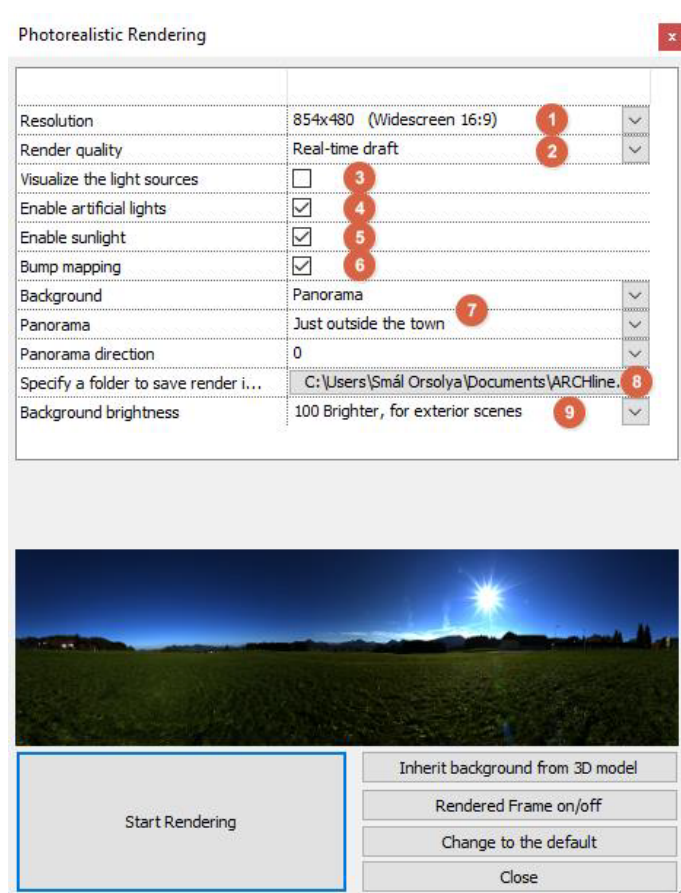 Photorealistic Rendering
x
Resolution 854x480 (Widescreen 16:9) 1
Render quality Real-time draft 2
Visualize the light sources 3
Enable artificial lights 4
Enable sunlight 5
Bump mapping 6
Background Panorama
7
Panorama Just outside the town
Panorama direction 0
Specify a folder to save render i... C:\Users\Smál Orsolya\Documents\ARCHline. 8
Background brightness 100 Brighter, for exterior scenes 9
Start Rendering
Inherit background from 3D model
Rendered Frame on/off
Change to the default
Close